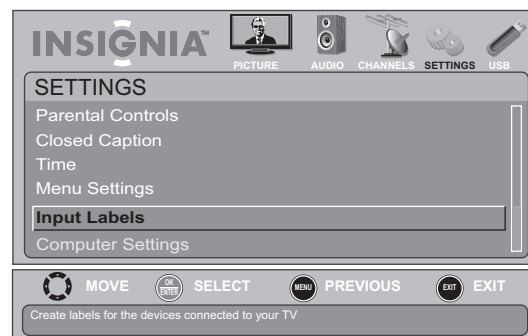 INSIGNIA™
PICTURE AUDIO CHANNELS SETTINGS USB
SETTINGS
Parental Controls
Closed Caption
Time
Menu Settings
Input Labels
Computer Settings
MOVE OK ENTER SELECT MENU PREVIOUS EXIT EXIT
Create labels for the devices connected to your TV